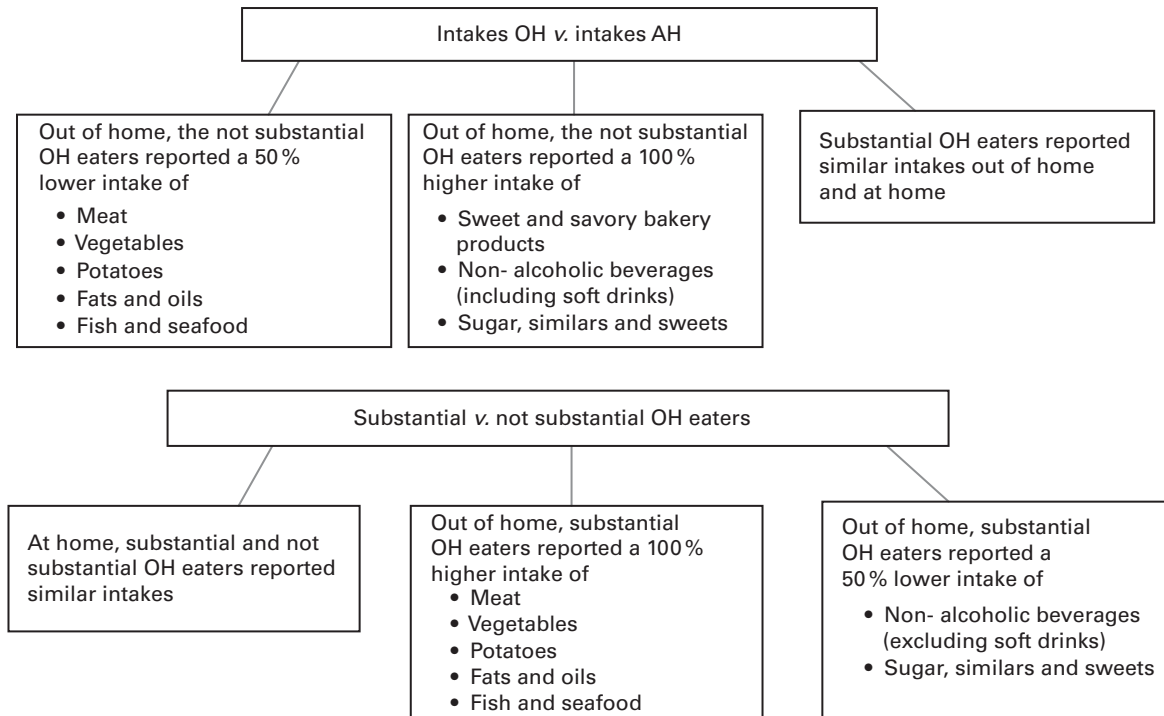 Intakes OH v. intakes AH
Out of home, the not substantial
OH eaters reported a 50 %
lower intake of
• Meat
• Vegetables
• Potatoes
• Fats and oils
• Fish and seafood
Out of home, the not substantial
OH eaters reported a 100 %
higher intake of
• Sweet and savory bakery
products
• Non- alcoholic beverages
(including soft drinks)
• Sugar, similars and sweets
Substantial OH eaters reported
similar intakes out of home
and at home
Substantial v. not substantial OH eaters
At home, substantial and not
substantial OH eaters reported
similar intakes
Out of home, substantial
OH eaters reported a 100 %
higher intake of
• Meat
• Vegetables
• Potatoes
• Fats and oils
• Fish and seafood
Out of home, substantial
OH eaters reported a
50 % lower intake of
• Non- alcoholic beverages
(excluding soft drinks)
• Sugar, similars and sweets